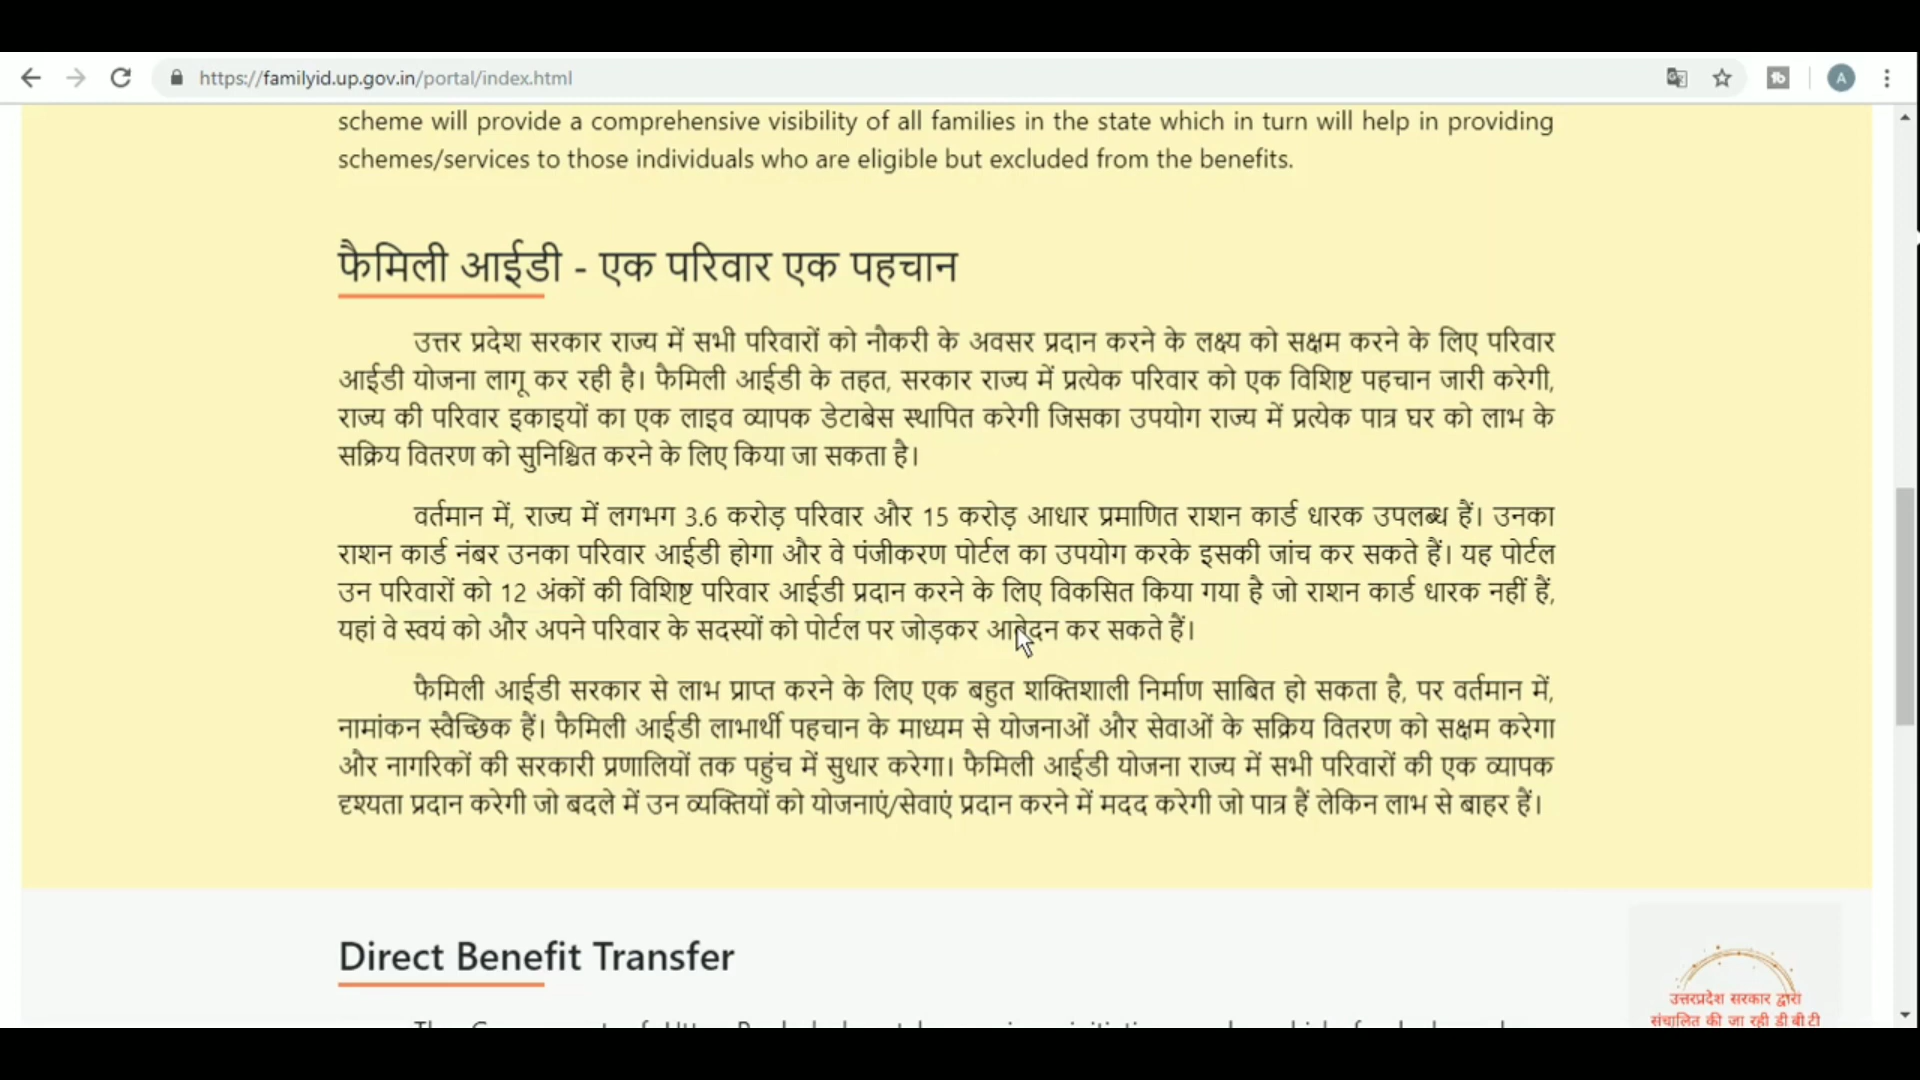 https://familyid.up.gov.in/portal/index.html
A
scheme will provide a comprehensive visibility of all families in the state which in turn will help in providing
schemes/services to those individuals who are eligible but excluded from the benefits.
फैमिली आईडी - एक परिवार एक पहचान
उत्तर प्रदेश सरकार राज्य में सभी परिवारों को नौकरी के अवसर प्रदान करने के लक्ष्य को सक्षम करने के लिए परिवार
आईडी योजना लागू कर रही है। फैमिली आईडी के तहत, सरकार राज्य में प्रत्येक परिवार को एक विशिष्ट पहचान जारी करेगी,
राज्य की परिवार इकाइयों का एक लाइव व्यापक डेटाबेस स्थापित करेगी जिसका उपयोग राज्य में प्रत्येक पात्र घर को लाभ के
सक्रिय वितरण को सुनिश्चित करने के लिए किया जा सकता है।
वर्तमान में, राज्य में लगभग 3.6 करोड़ परिवार और 15 करोड़ आधार प्रमाणित राशन कार्ड धारक उपलब्ध हैं। उनका
राशन कार्ड नंबर उनका परिवार आईडी होगा और वे पंजीकरण पोर्टल का उपयोग करके इसकी जांच कर सकते हैं। यह पोर्टल
उन परिवारों को 12 अंकों की विशिष्ट परिवार आईडी प्रदान करने के लिए विकसित किया गया है जो राशन कार्ड धारक नहीं हैं,
यहां वे स्वयं को और अपने परिवार के सदस्यों को पोर्टल पर जोड़कर आवेदन कर सकते हैं।
फैमिली आईडी सरकार से लाभ प्राप्त करने के लिए एक बहुत शक्तिशाली निर्माण साबित हो सकता है, पर वर्तमान में,
नामांकन स्वैच्छिक हैं। फैमिली आईडी लाभार्थी पहचान के माध्यम से योजनाओं और सेवाओं के सक्रिय वितरण को सक्षम करेगा
और नागरिकों की सरकारी प्रणालियों तक पहुंच में सुधार करेगा। फैमिली आईडी योजना राज्य में सभी परिवारों की एक व्यापक
दृश्यता प्रदान करेगी जो बदले में उन व्यक्तियों को योजनाएं/सेवाएं प्रदान करने में मदद करेगी जो पात्र हैं लेकिन लाभ से बाहर हैं।
Direct Benefit Transfer
उत्तरप्रदेश सरकार द्वारा
संचालित की जा रही डी बी टी